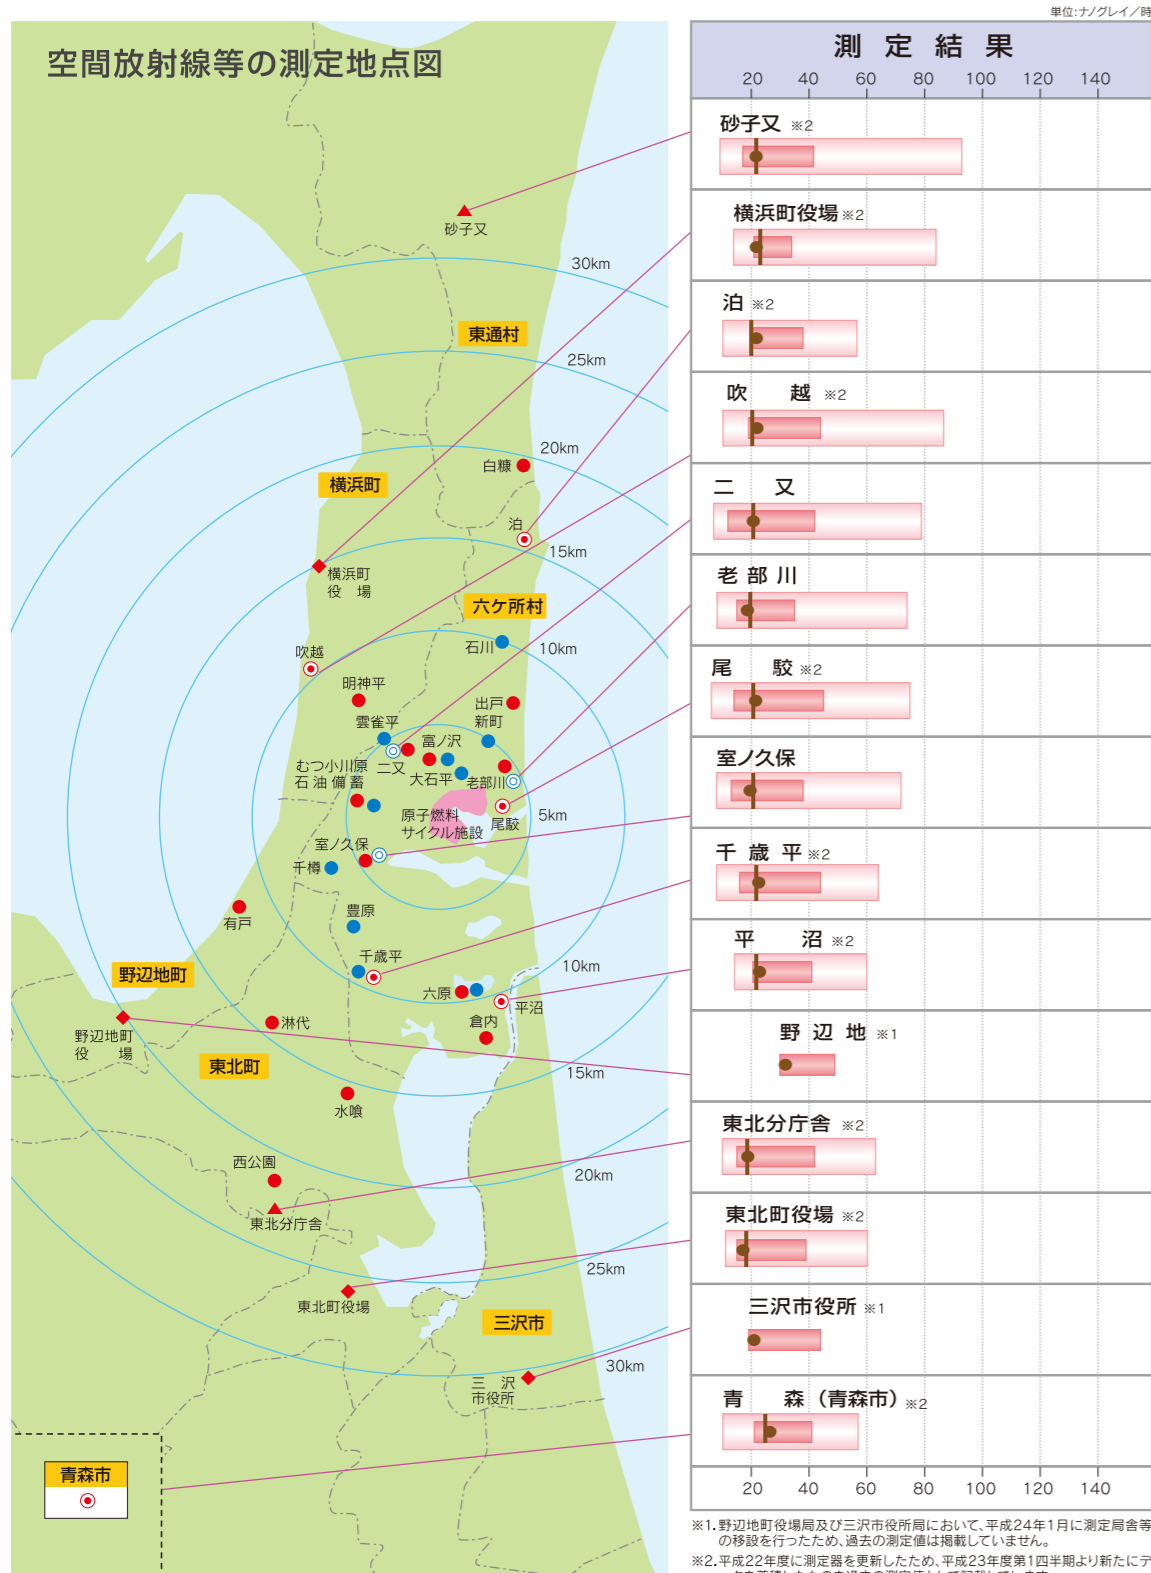 単位:ナノグレイ／時
空間放射線等の測定地点図
測定結果
20 40 60 80 100 120 140
砂子又 ※2
横浜町役場 ※2
泊 ※2
吹越 ※2
二又
老部川
尾駮 ※2
室ノ久保
千歳平 ※2
平沼 ※2
野辺地 ※1
東北分庁舎 ※2
東北町役場 ※2
三沢市役所 ※1
青森（青森市） ※2
20 40 60 80 100 120 140
砂子又
30km
東通村
25km
20km
白糠
横浜町
泊
15km
横浜町
役場
六ケ所村
石川
10km
吹越
明神平
出戸
新町
雲雀平
富ノ沢
むつ小川原
石油備蓄
二又
大石平
老部川
原子燃料
サイクル施設
尾駮
5km
室ノ久保
千樽
有戸
豊原
千歳平
野辺地町
10km
六原
平沼
野辺地町
役場
淋代
倉内
東北町
15km
水喰
西公園
20km
東北分庁舎
25km
東北町役場
三沢市
30km
三沢
市役所
青森市
※1.野辺地町役場局及び三沢市役所局において、平成24年1月に測定局舎等
の移設を行ったため、過去の測定値は掲載していません。
※2.平成22年度に測定器を更新したため、平成23年度第1四半期より新たにデ